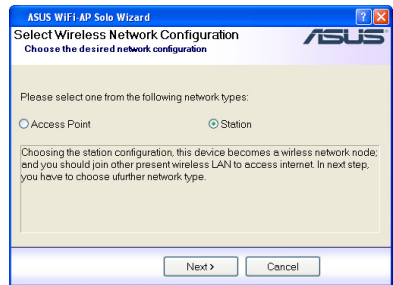 ASUS WiFi-AP Solo Wizard
Select Wireless Network Configuration
Choose the desired network configuration
ASUS
Please select one from the following network types:
Access Point
Station
Choosing the station configuration, this device becomes a wirless network node;
and you should join other present wireless LAN to access internet. In next step,
you have to choose ufurther network type.
Next >
Cancel